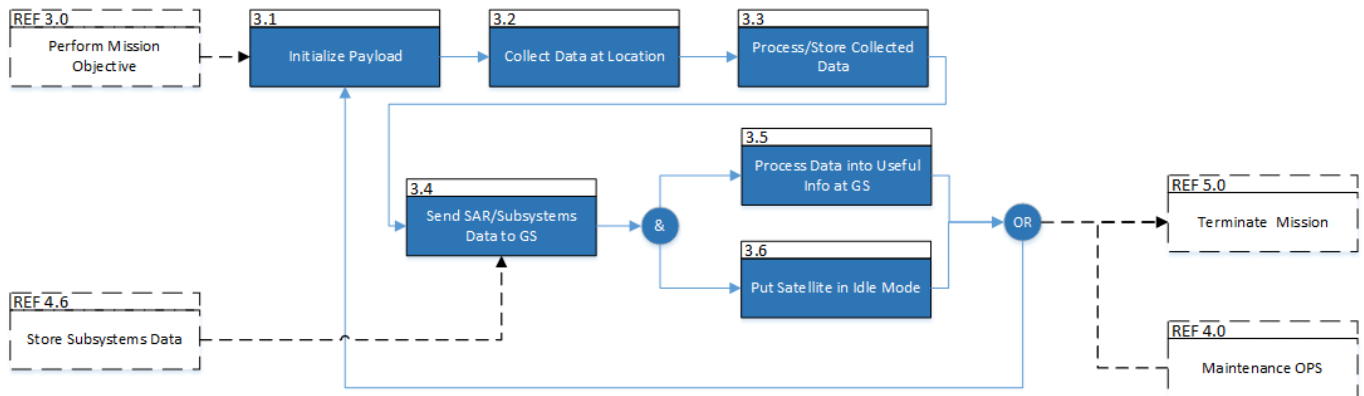 REF 3.0
Perform Mission
Objective
3.1
Initialize Payload
3.2
Collect Data at Location
3.3
Process/Store Collected
Data
3.4
Send SAR/Subsystems
Data to GS
&
3.5
Process Data into Useful
Info at GS
3.6
Put Satellite in Idle Mode
OR
REF 5.0
Terminate Mission
REF 4.6
Store Subsystems Data
REF 4.0
Maintenance OPS